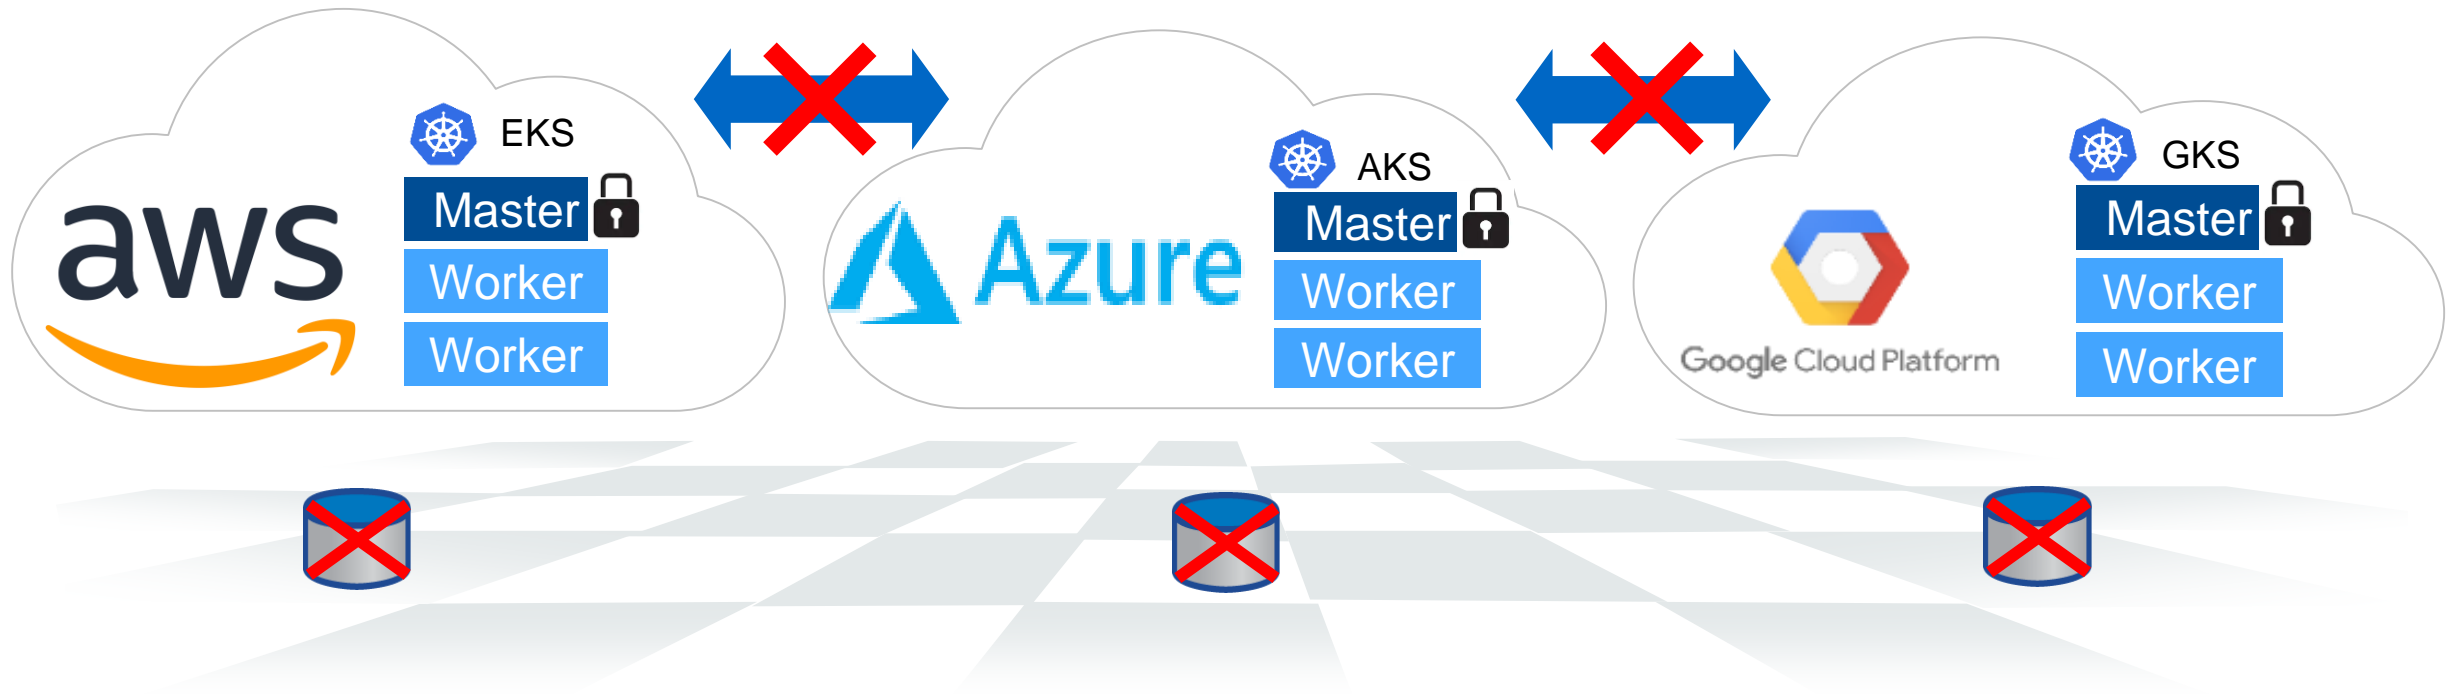 EKS
Master
Worker
Worker
aws
AKS
Master
Worker
Worker
Azure
GKS
Master
Worker
Worker
Google Cloud Platform